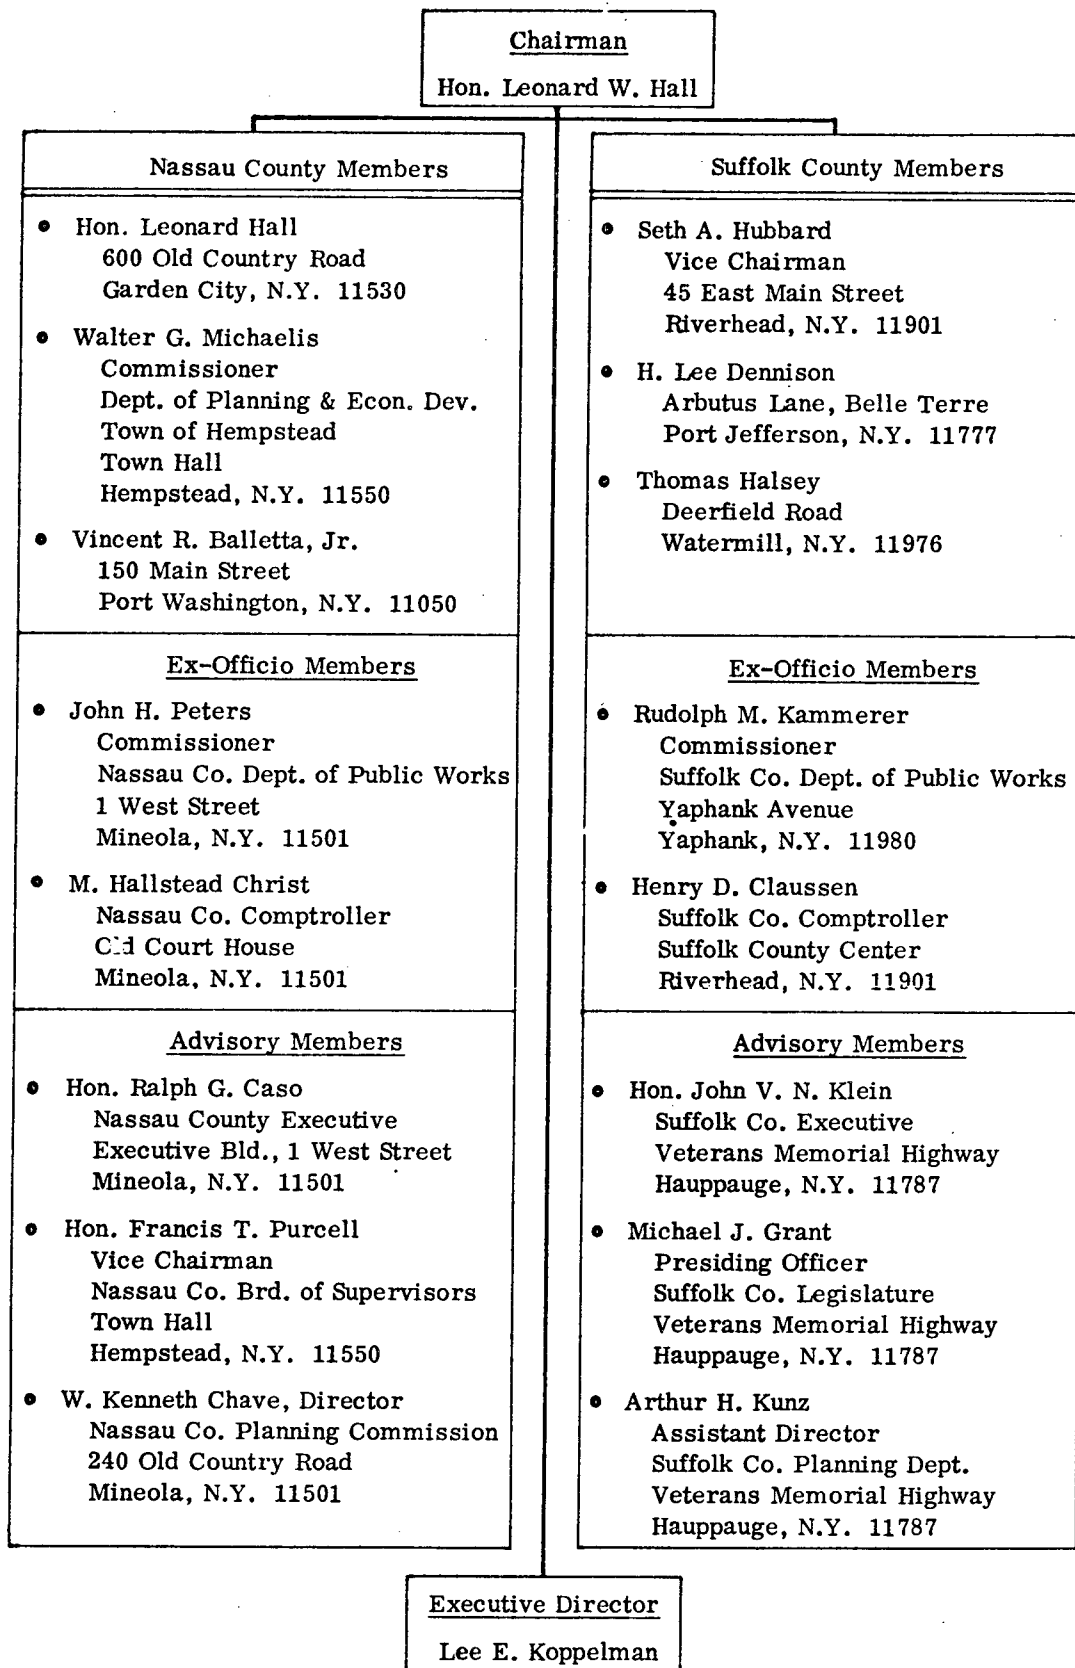 Chairman
Hon. Leonard W. Hall
Nassau County Members
• Hon. Leonard Hall
600 Old Country Road
Garden City, N.Y. 11530
• Walter G. Michaelis
Commissioner
Dept. of Planning & Econ. Dev.
Town of Hempstead
Town Hall
Hempstead, N.Y. 11550
• Vincent R. Balletta, Jr.
150 Main Street
Port Washington, N.Y. 11050
Ex-Officio Members
• John H. Peters
Commissioner
Nassau Co. Dept. of Public Works
1 West Street
Mineola, N.Y. 11501
• M. Hallstead Christ
Nassau Co. Comptroller
Old Court House
Mineola, N.Y. 11501
Advisory Members
• Hon. Ralph G. Caso
Nassau County Executive
Executive Bld., 1 West Street
Mineola, N.Y. 11501
• Hon. Francis T. Purcell
Vice Chairman
Nassau Co. Brd. of Supervisors
Town Hall
Hempstead, N.Y. 11550
• W. Kenneth Chave, Director
Nassau Co. Planning Commission
240 Old Country Road
Mineola, N.Y. 11501
Suffolk County Members
• Seth A. Hubbard
Vice Chairman
45 East Main Street
Riverhead, N.Y. 11901
• H. Lee Dennison
Arbutus Lane, Belle Terre
Port Jefferson, N.Y. 11777
• Thomas Halsey
Deerfield Road
Watermill, N.Y. 11976
Ex-Officio Members
• Rudolph M. Kammerer
Commissioner
Suffolk Co. Dept. of Public Works
Yaphank Avenue
Yaphank, N.Y. 11980
• Henry D. Claussen
Suffolk Co. Comptroller
Suffolk County Center
Riverhead, N.Y. 11901
Advisory Members
• Hon. John V. N. Klein
Suffolk Co. Executive
Veterans Memorial Highway
Hauppauge, N.Y. 11787
• Michael J. Grant
Presiding Officer
Suffolk Co. Legislature
Veterans Memorial Highway
Hauppauge, N.Y. 11787
• Arthur H. Kunz
Assistant Director
Suffolk Co. Planning Dept.
Veterans Memorial Highway
Hauppauge, N.Y. 11787
Executive Director
Lee E. Koppelman